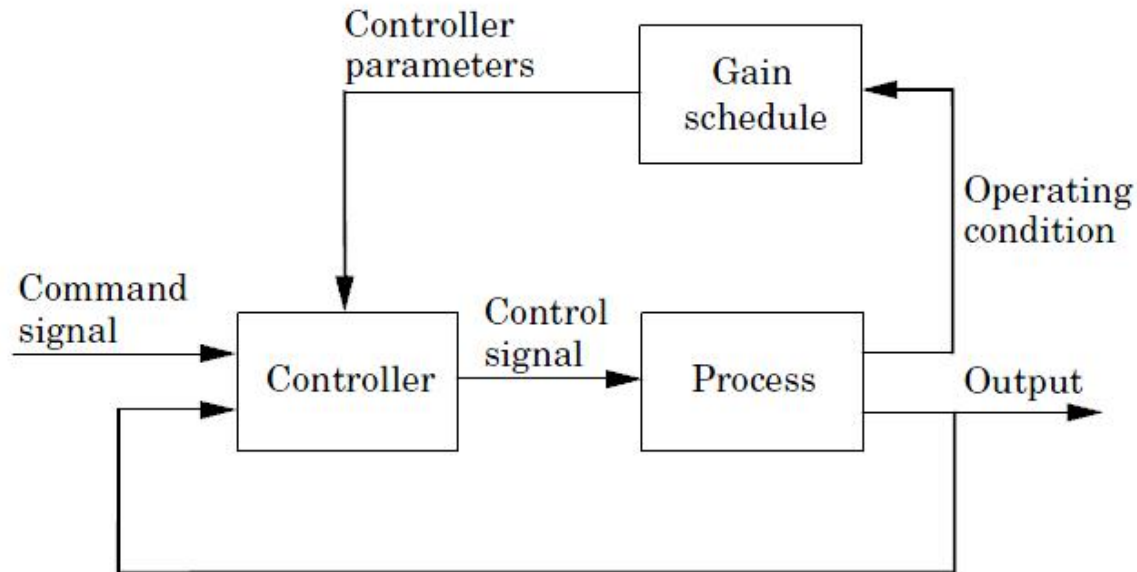 Controller
parameters
Gain
schedule
Operating
condition
Command
signal
Controller
Control
signal
Process
Output